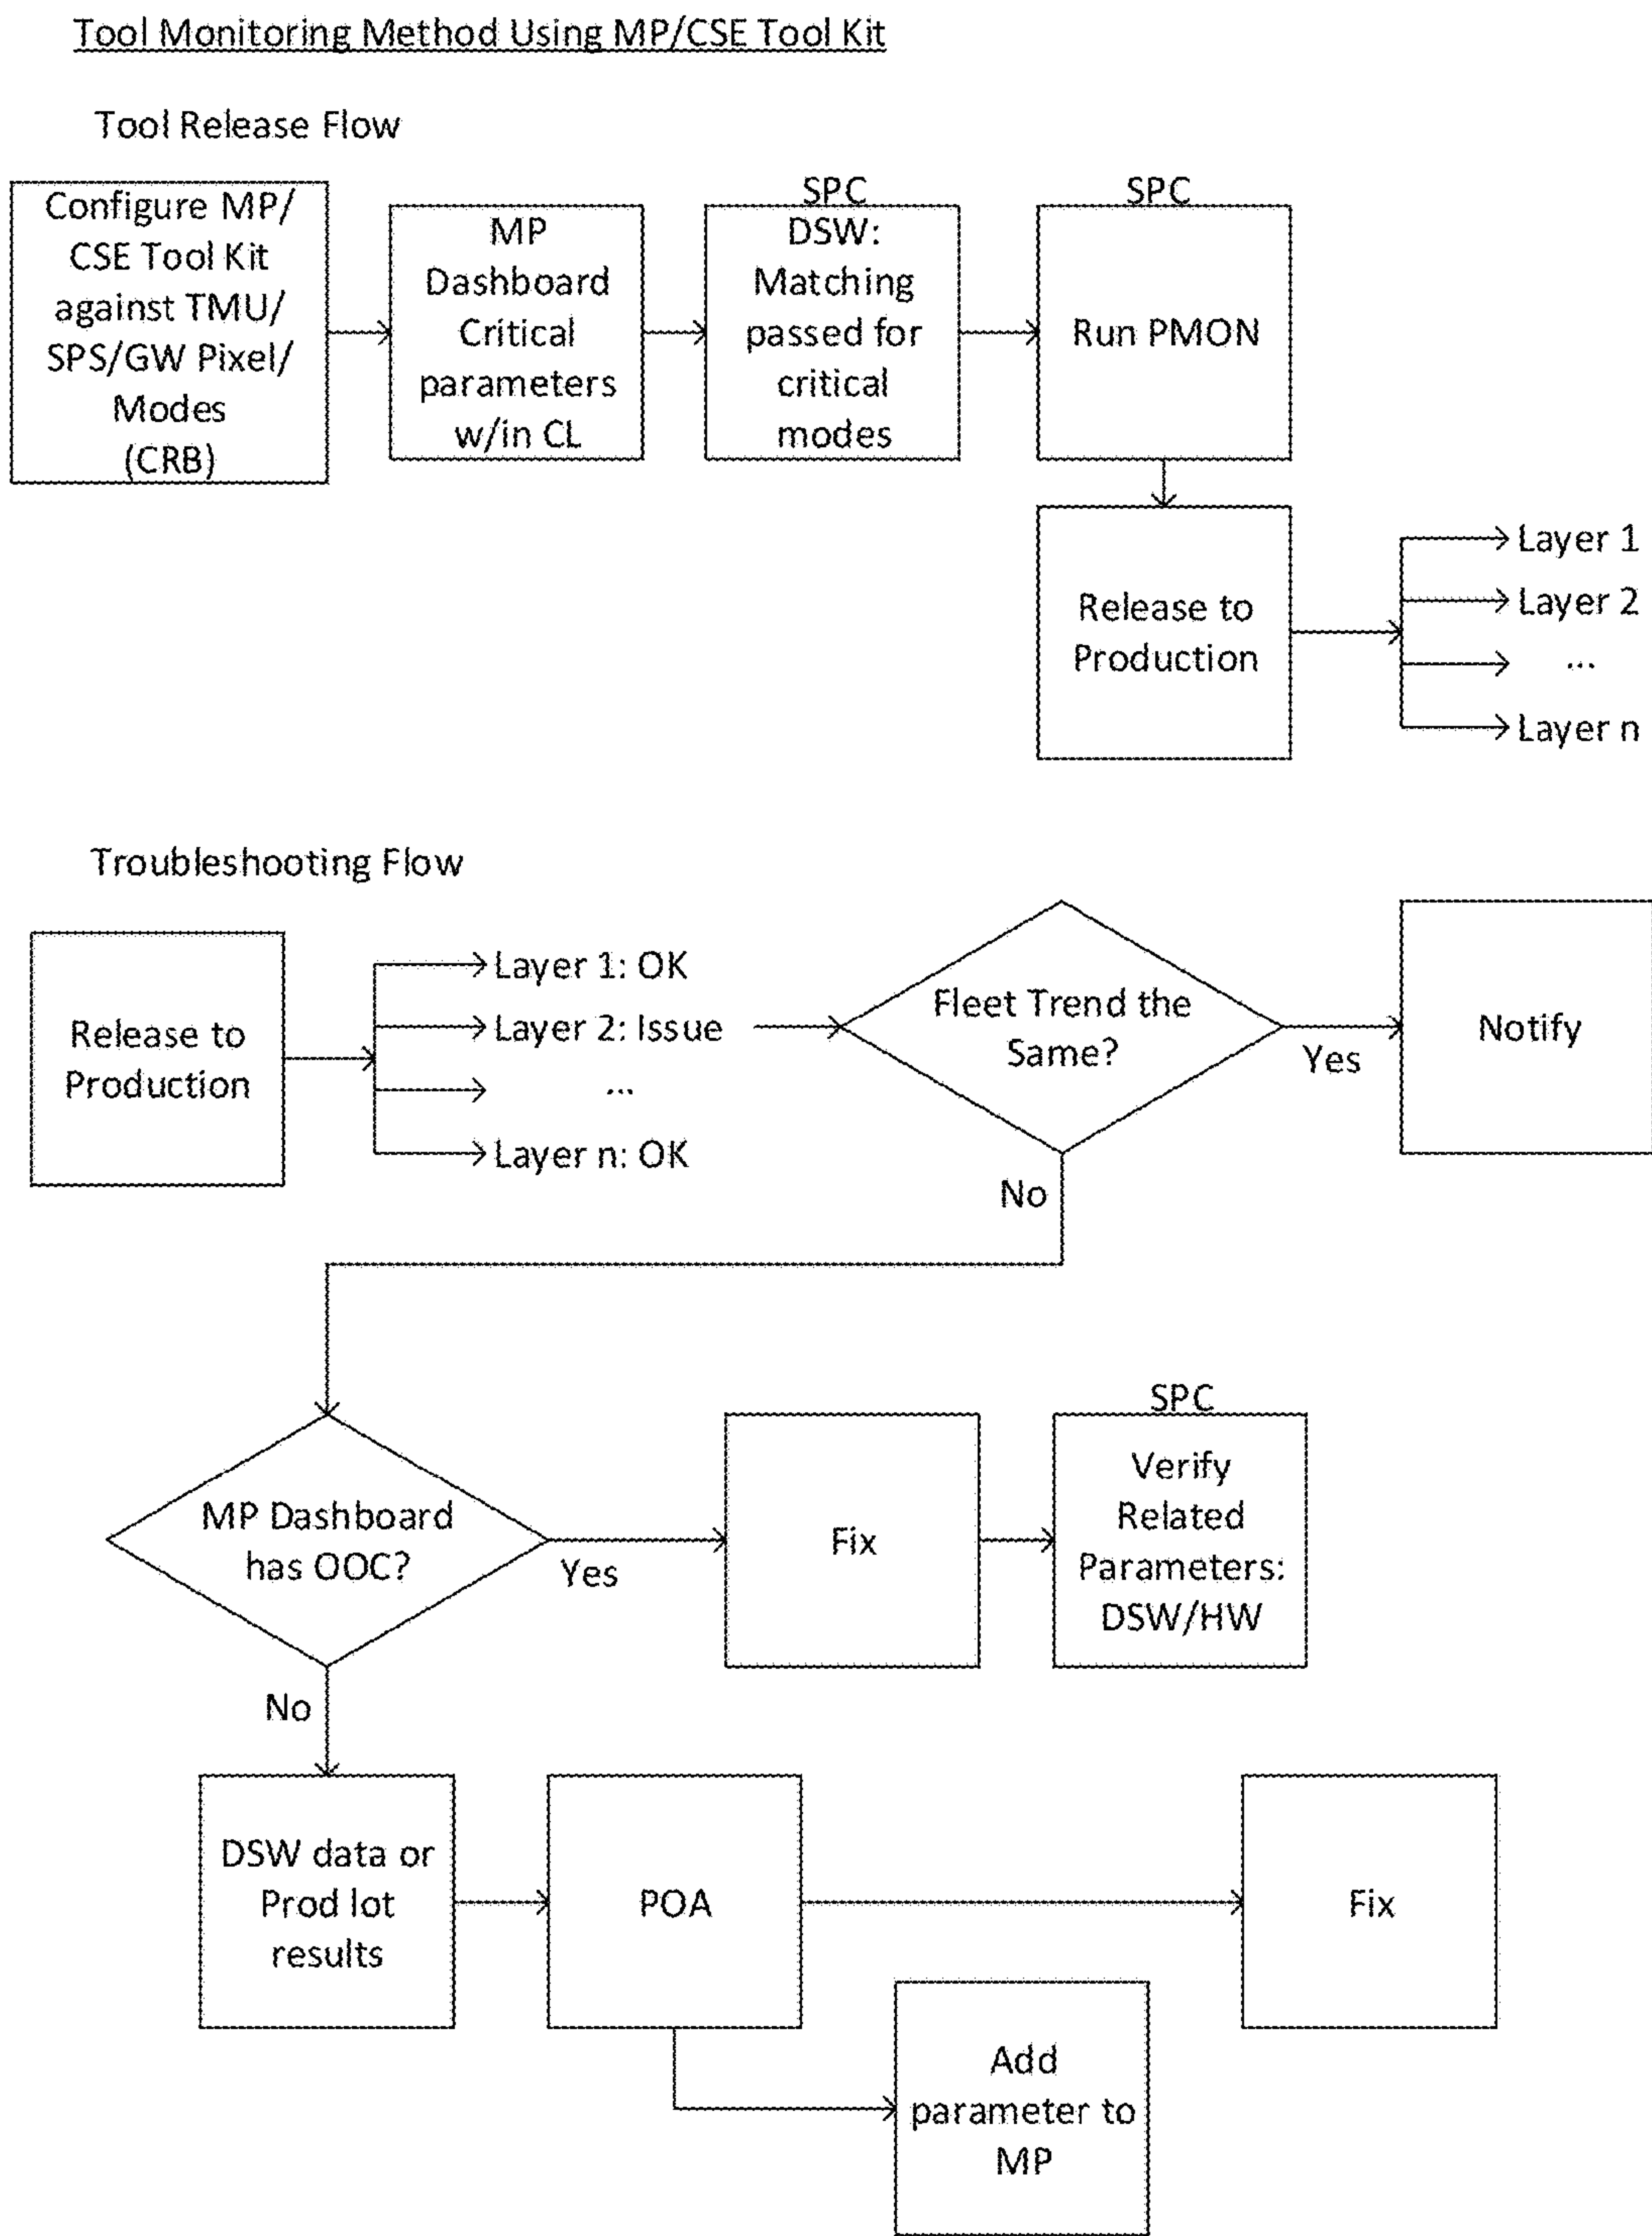 Tool Monitoring Method Using MP/CSE Tool Kit
Tool Release Flow
Configure MP/
CSE Tool Kit
against TMU/
SPS/GW Pixel/
Modes
(CRB)
MP
Dashboard
Critical
parameters
w/in CL
SPC
DSW:
Matching
passed for
critical
modes
SPC
Run PMON
Release to
Production
Layer 1
Layer 2
...
Layer n
Troubleshooting Flow
Release to
Production
Layer 1: OK
Layer 2: Issue
...
Layer n: OK
Fleet Trend the
Same?
Yes
Notify
No
MP Dashboard
has OOC?
Yes
Fix
SPC
Verify
Related
Parameters:
DSW/HW
No
DSW data or
Prod lot
results
POA
Fix
Add
parameter to
MP